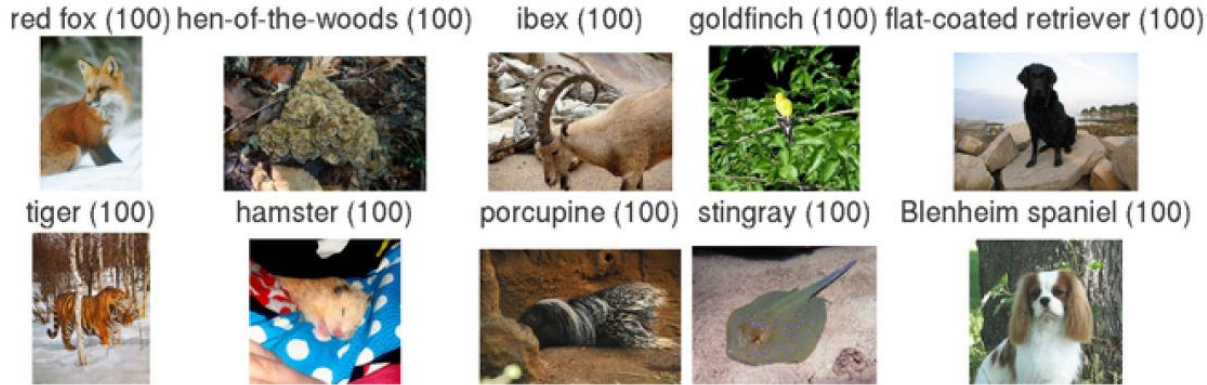 red fox (100) hen-of-the-woods (100) ibex (100) goldfinch (100) flat-coated retriever (100)
tiger (100) hamster (100) porcupine (100) stingray (100) Blenheim spaniel (100)